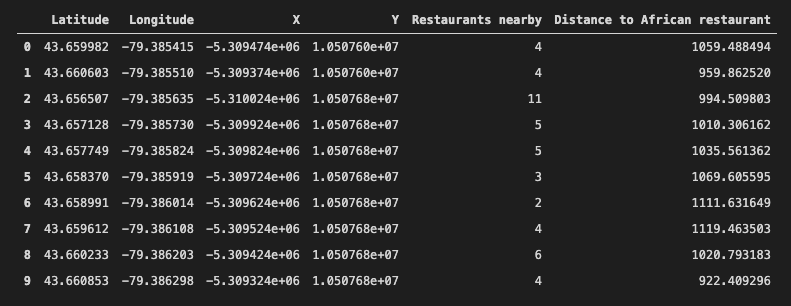 Latitude Longitude X Y Restaurants nearby Distance to African restaurant
0 43.659982 -79.385415 -5.309474e+06 1.050760e+07 4 1059.488494
1 43.660603 -79.385510 -5.309374e+06 1.050760e+07 4 959.862520
2 43.656507 -79.385635 -5.310024e+06 1.050768e+07 11 994.509803
3 43.657128 -79.385730 -5.309924e+06 1.050768e+07 5 1010.306162
4 43.657749 -79.385824 -5.309824e+06 1.050768e+07 5 1035.561362
5 43.658370 -79.385919 -5.309724e+06 1.050768e+07 3 1069.605595
6 43.658991 -79.386014 -5.309624e+06 1.050768e+07 2 1111.631649
7 43.659612 -79.386108 -5.309524e+06 1.050768e+07 4 1119.463503
8 43.660233 -79.386203 -5.309424e+06 1.050768e+07 6 1020.793183
9 43.660853 -79.386298 -5.309324e+06 1.050768e+07 4 922.409296